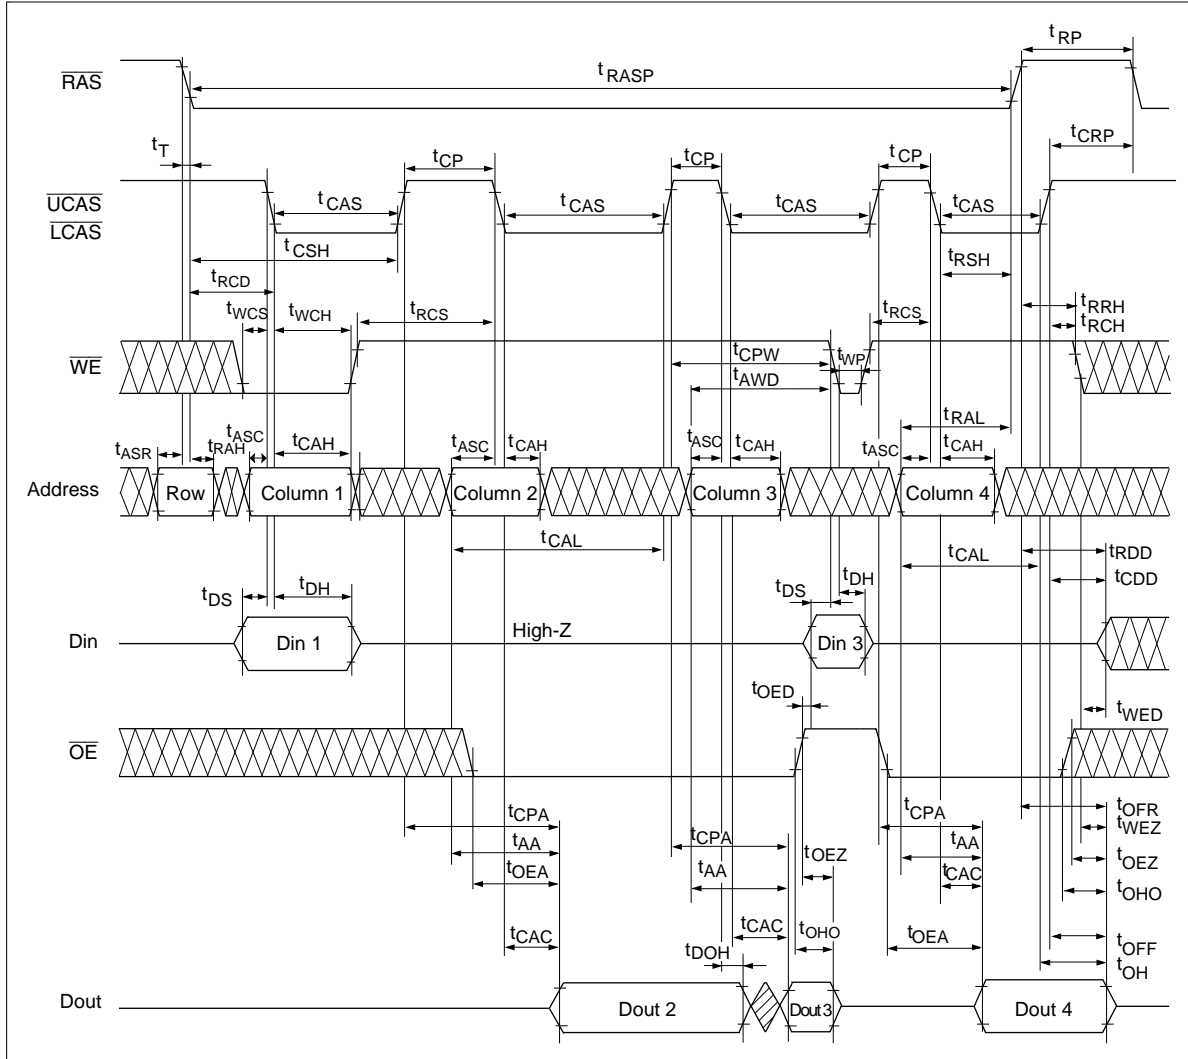 tRP
RAS
tRASP
tT
tCP
tCP
tCP
tCRP
UCAS
LCAS
tCAS
tCAS
tCAS
tCAS
tCSH
tRSH
tRCD
tWCS
tWCH
tRCS
tRCS
tRRH
tRCH
WE
tCPW
tWP
tAWD
tRAL
tASR
tRAH
tASC
tCAH
tASC
tCAH
tASC
tCAH
tASC
tCAH
Address
Row
Column 1
Column 2
Column 3
Column 4
tCAL
tCAL
tRDD
tCDD
tDS
tDH
tDS
tDH
Din
Din 1
High-Z
Din 3
tOED
tWED
OE
tCPA
tCPA
tCPA
tOFR
tWEZ
tAA
tAA
tOEZ
tAA
tOEZ
tOEA
tCAC
tOHO
tCAC
tCAC
tOHO
tOEA
tOFF
tDOH
tOH
Dout
Dout 2
Dout 3
Dout 4